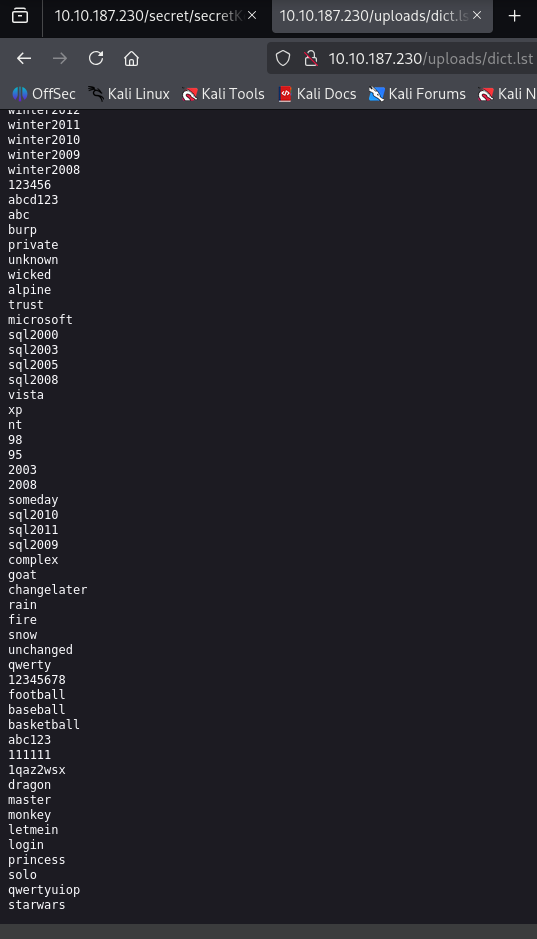 10.10.187.230/secret/secretK
10.10.187.230/uploads/dict.ls
10.10.187.230/uploads/dict.lst
OffSec Kali Linux Kali Tools Kali Docs Kali Forums Kali N
winter2012
winter2011
winter2010
winter2009
winter2008
123456
abcd123
abc
burp
private
unknown
wicked
alpine
trust
microsoft
sql2000
sql2003
sql2005
sql2008
vista
xp
nt
98
95
2003
2008
someday
sql2010
sql2011
sql2009
complex
goat
changelater
rain
fire
snow
unchanged
qwerty
12345678
football
baseball
basketball
abc123
111111
1qaz2wsx
dragon
master
monkey
letmein
login
princess
solo
qwertyuiop
starwars